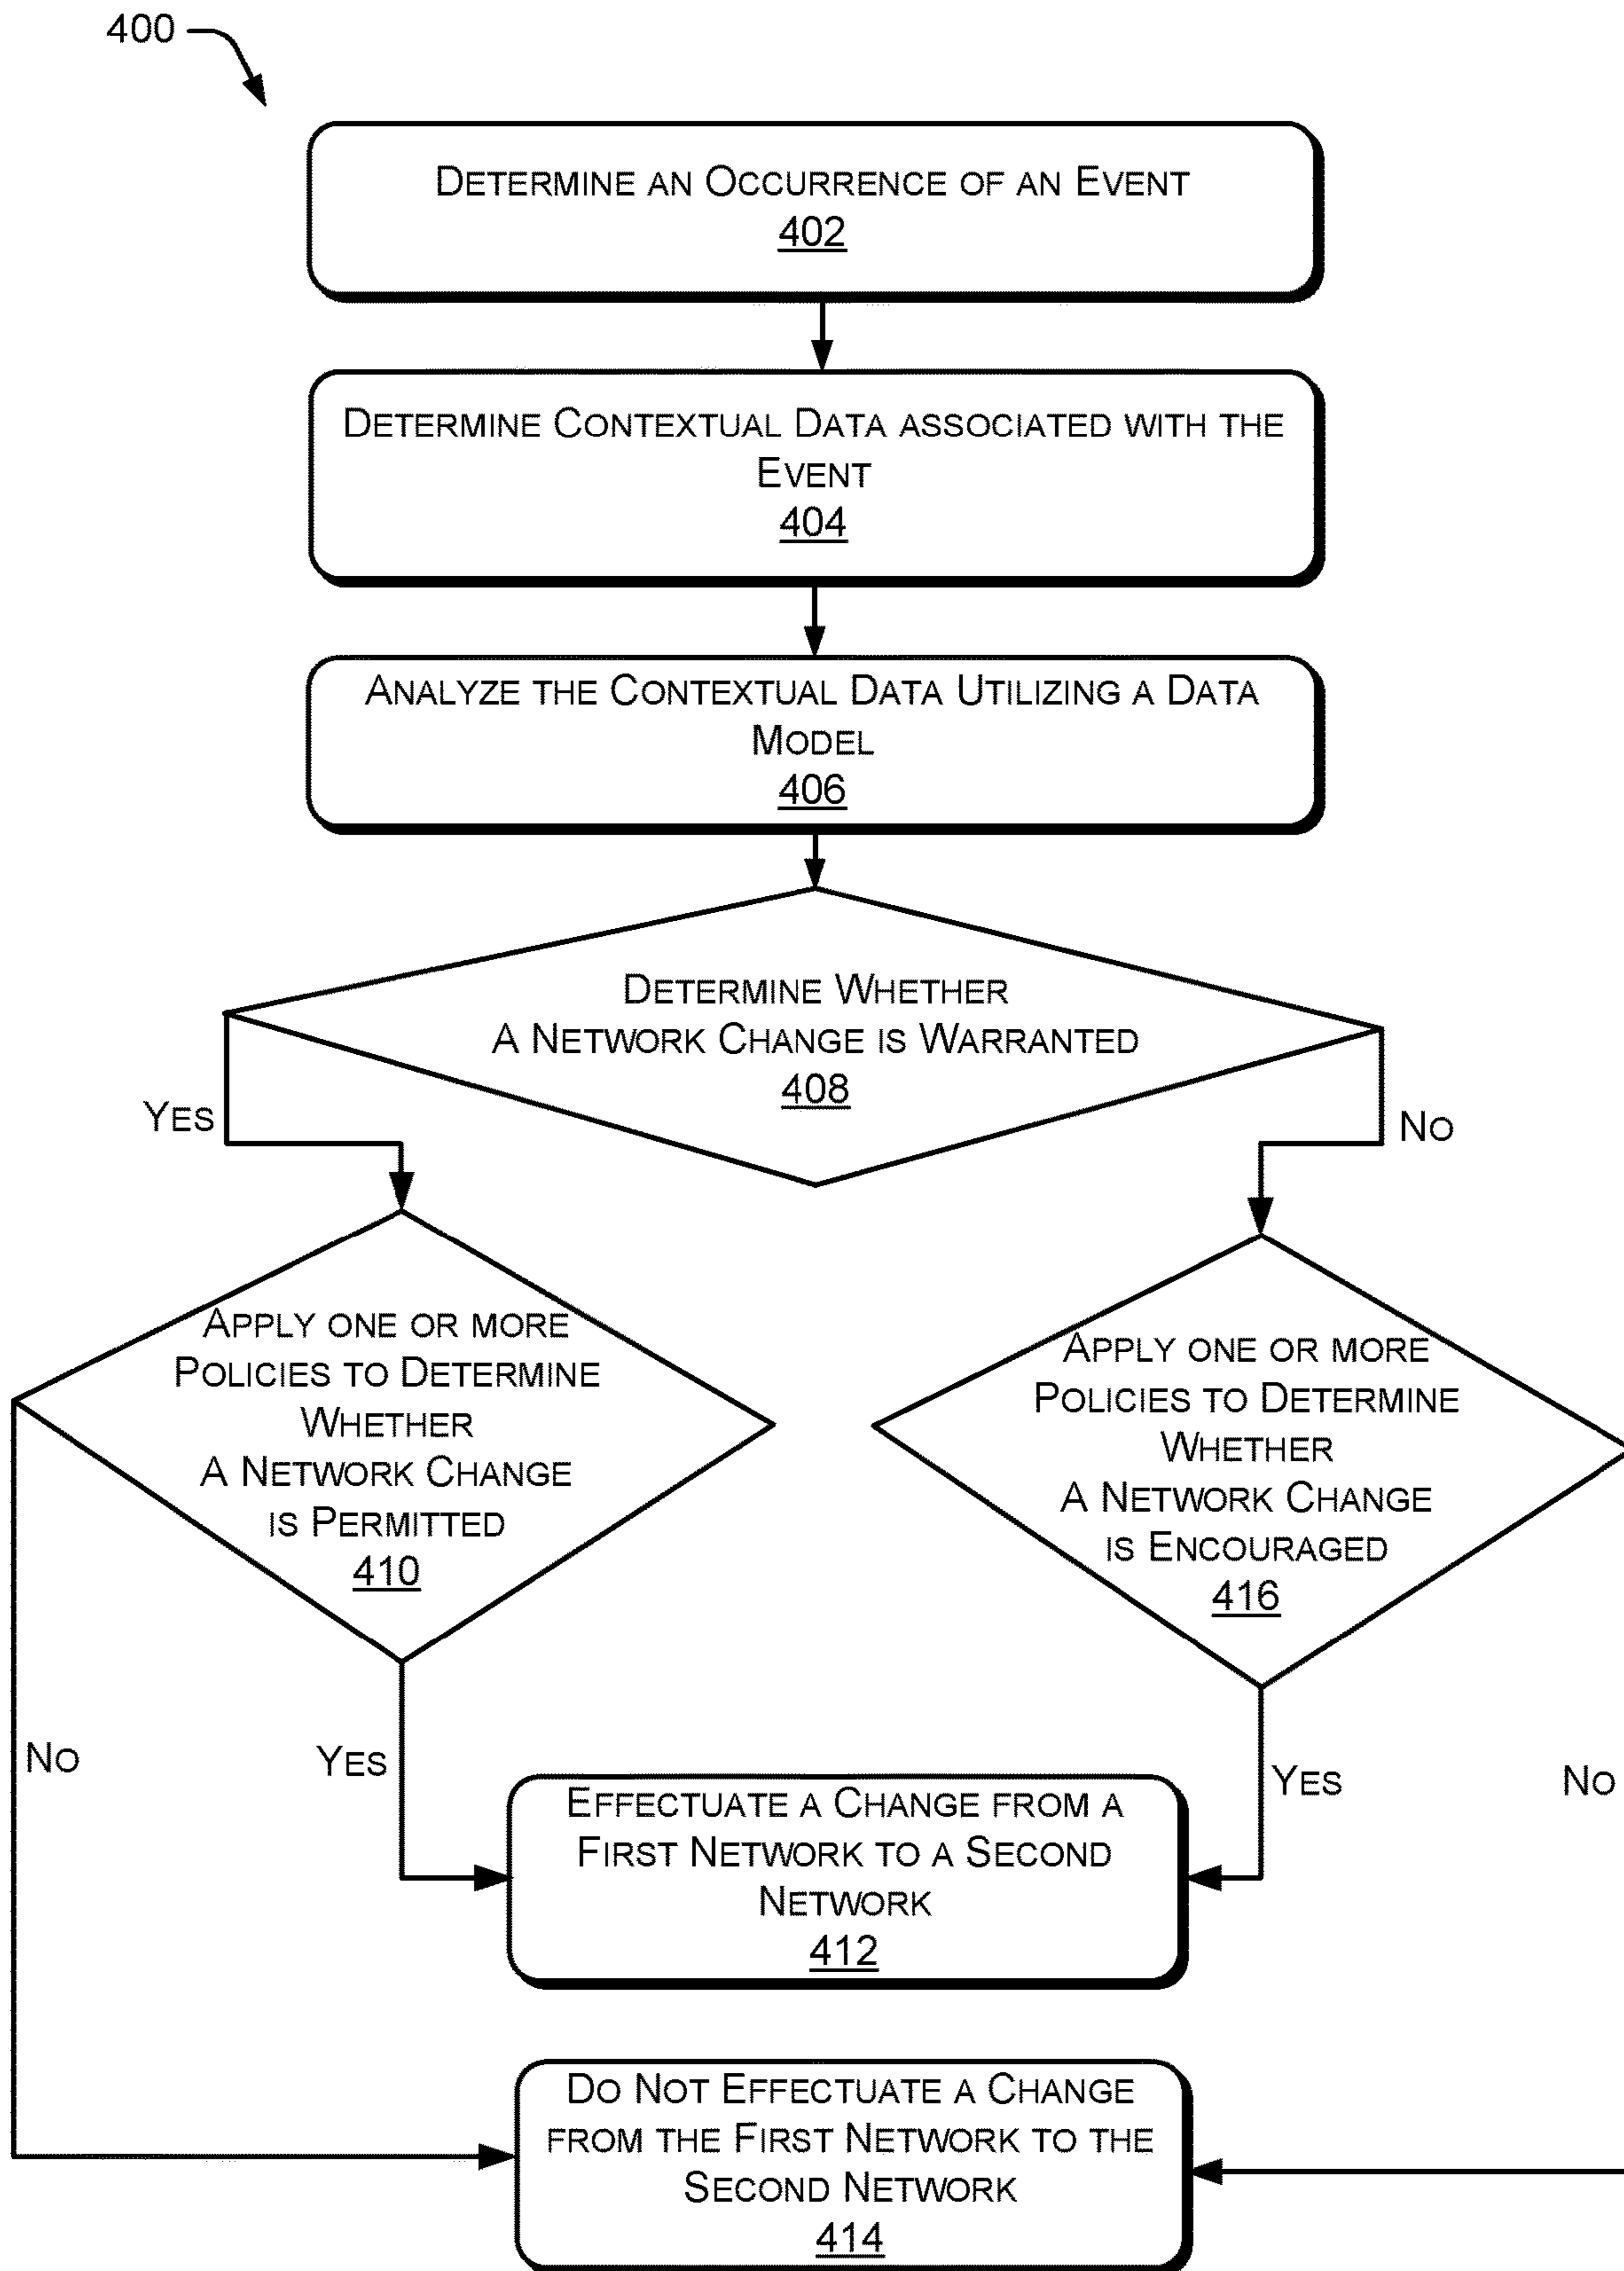 400
DETERMINE AN OCCURRENCE OF AN EVENT
402
DETERMINE CONTEXTUAL DATA ASSOCIATED WITH THE
EVENT
404
ANALYZE THE CONTEXTUAL DATA UTILIZING A DATA
MODEL
406
DETERMINE WHETHER
A NETWORK CHANGE IS WARRANTED
408
YES
NO
APPLY ONE OR MORE
POLICIES TO DETERMINE
WHETHER
A NETWORK CHANGE
IS PERMITTED
410
APPLY ONE OR MORE
POLICIES TO DETERMINE
WHETHER
A NETWORK CHANGE
IS ENCOURAGED
416
NO
YES
YES
NO
EFFECTUATE A CHANGE FROM A
FIRST NETWORK TO A SECOND
NETWORK
412
DO NOT EFFECTUATE A CHANGE
FROM THE FIRST NETWORK TO THE
SECOND NETWORK
414